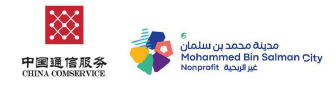 中国通信服务
CHINA COMSERVICE
مدينة محمد بن سلمان
Mohammed Bin Salman City
Nonprofit غير الربحية